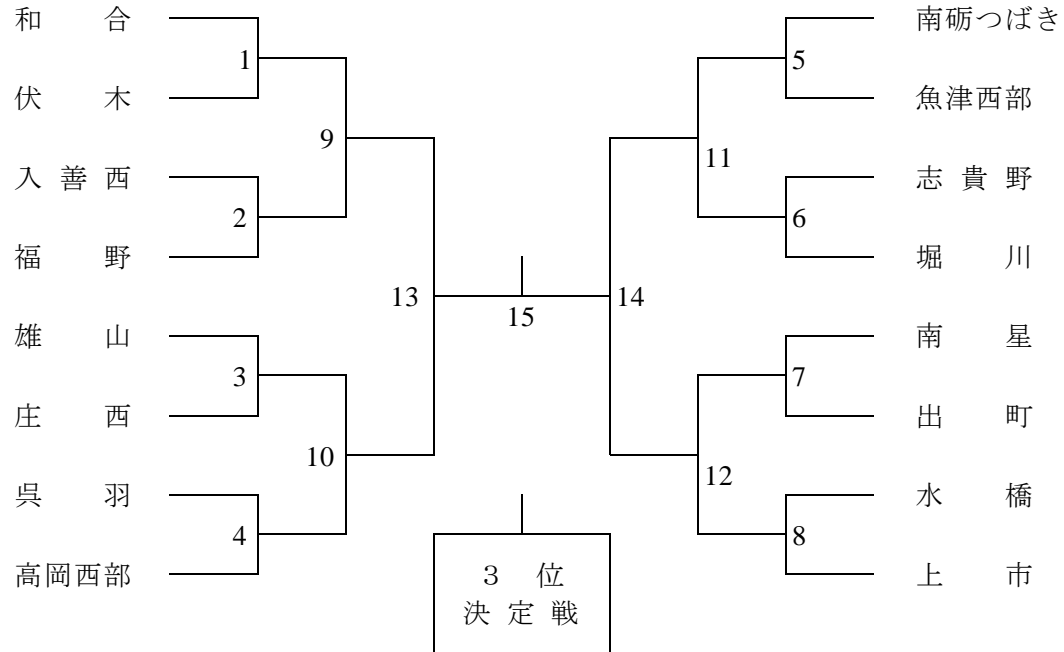 和合
1
伏木
9
入善西
2
福野
13
雄山
3
庄西
10
呉羽
4
高岡西部
15
3位
決定戦
南砺つばき
5
魚津西部
11
志貴野
6
堀川
14
南星
7
出町
12
水橋
8
上市